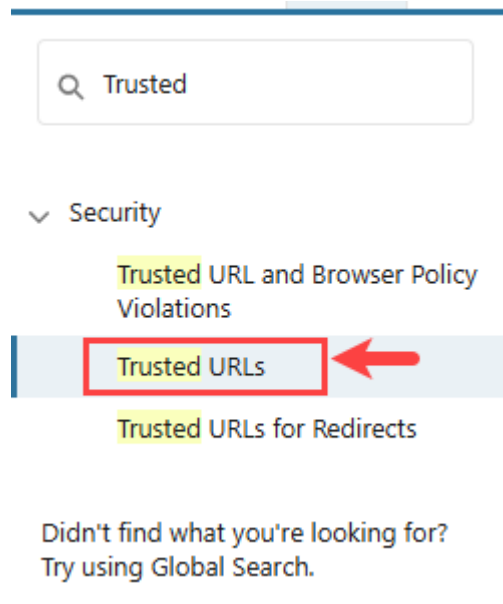 Trusted
Security
Trusted URL and Browser Policy
Violations
Trusted URLs
Trusted URLs for Redirects
Didn't find what you're looking for?
Try using Global Search.